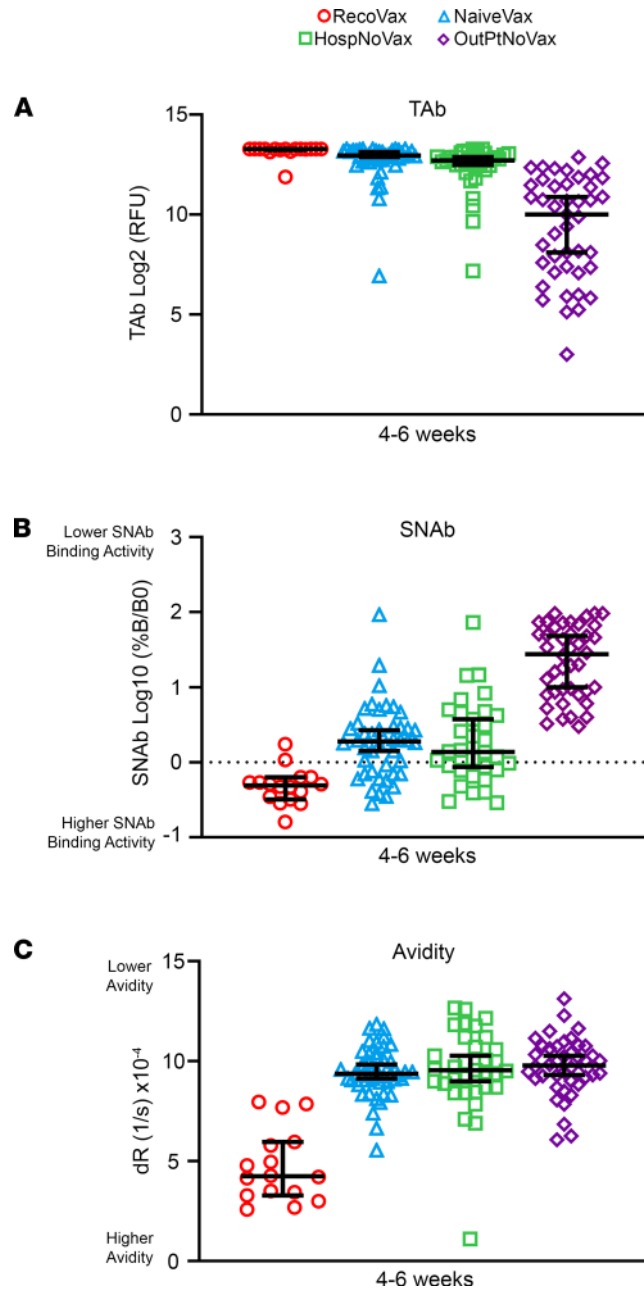 RecoVax NaiveVax
HospNoVax OutPtNoVax
A
TAb
TAb Log2 (RFU)
15
10
5
0
4-6 weeks
B
SNAb
Lower SNAb
Binding Activity
SNAb Log10 (%B/B0)
3
2
1
0
-1
Higher SNAb
Binding Activity
4-6 weeks
C
Avidity
Lower
Avidity
dR (1/s) x10-4
15
10
5
0
Higher
Avidity
4-6 weeks